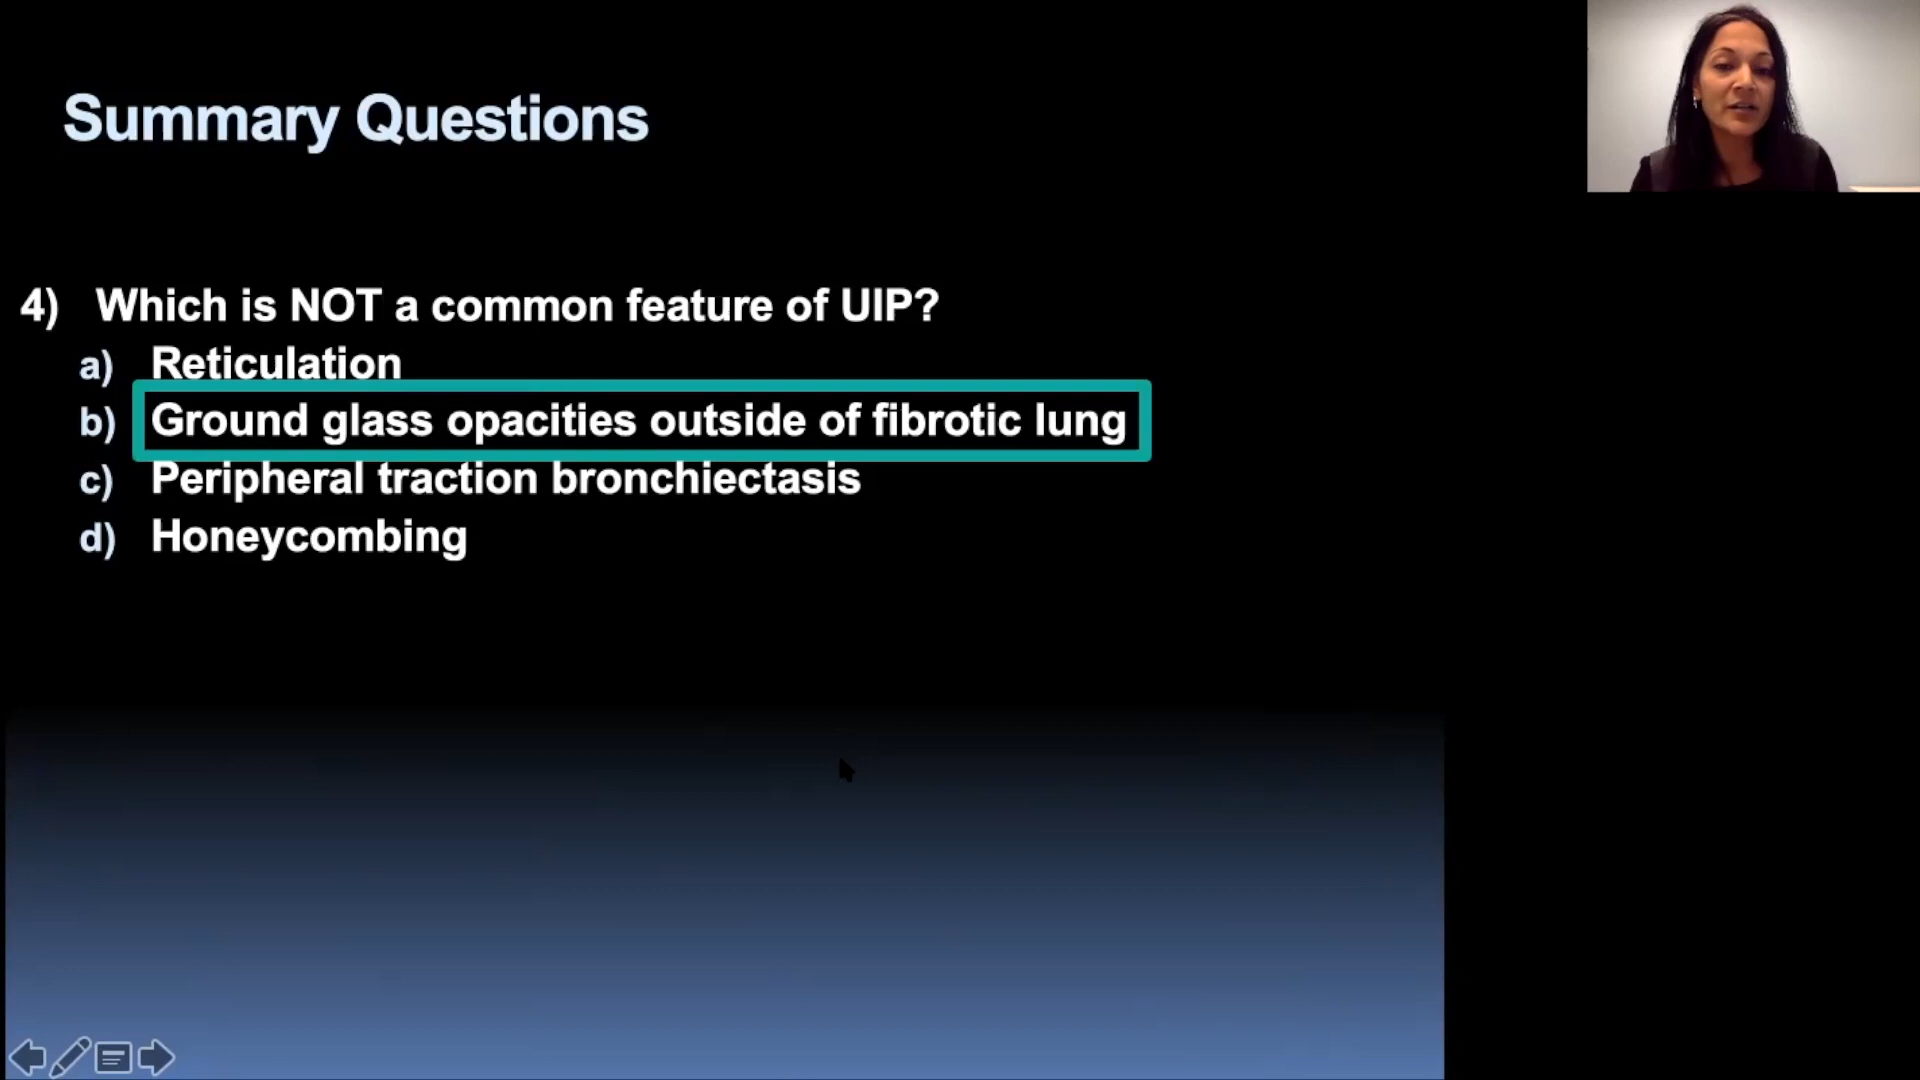 Summary Questions
4) Which is NOT a common feature of UIP?
a) Reticulation
b) Ground glass opacities outside of fibrotic lung
c) Peripheral traction bronchiectasis
d) Honeycombing